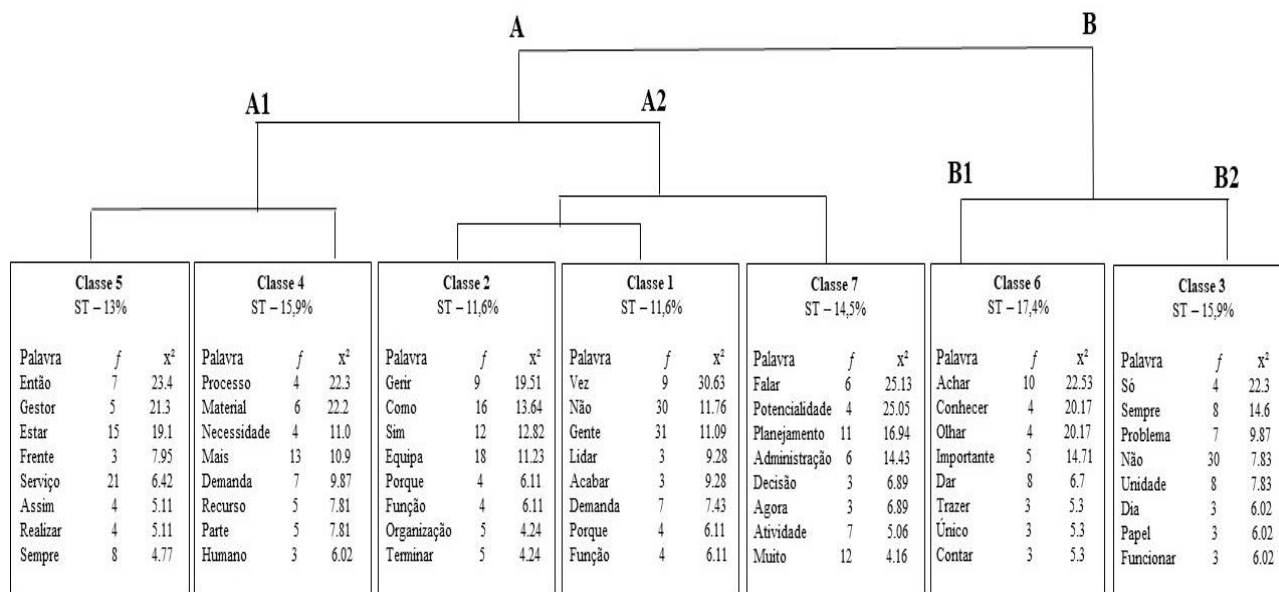 A
B
A1
A2
B1
B2
Classe 5
ST – 13%
Palavra f x²
Então 7 23.4
Gestor 5 21.3
Estar 15 19.1
Frente 3 7.95
Serviço 21 6.42
Assim 4 5.11
Realizar 4 5.11
Sempre 8 4.77
Classe 4
ST – 15,9%
Palavra f x²
Processo 4 22.3
Material 6 22.2
Necessidade 4 11.0
Mais 13 10.9
Demanda 7 9.87
Recurso 5 7.81
Parte 5 7.81
Humano 3 6.02
Classe 2
ST – 11,6%
Palavra f x²
Gerir 9 19.51
Como 16 13.64
Sim 12 12.82
Equipa 18 11.23
Porque 4 6.11
Função 4 6.11
Organização 5 4.24
Terminar 5 4.24
Classe 1
ST – 11,6%
Palavra f x²
Vez 9 30.63
Não 30 11.76
Gente 31 11.09
Lidar 3 9.28
Acabar 3 9.28
Demanda 7 7.43
Porque 4 6.11
Função 4 6.11
Classe 7
ST – 14,5%
Palavra f x²
Falar 6 25.13
Potencialidade 4 25.05
Planejamento 11 16.94
Administração 6 14.43
Decisão 3 6.89
Agora 3 6.89
Atividade 7 5.06
Muito 12 4.16
Classe 6
ST – 17,4%
Palavra f x²
Achar 10 22.53
Conhecer 4 20.17
Olhar 4 20.17
Importante 5 14.71
Dar 8 6.7
Trazer 3 5.3
Único 3 5.3
Contar 3 5.3
Classe 3
ST – 15,9%
Palavra f x²
Só 4 22.3
Sempre 8 14.6
Problema 7 9.87
Não 30 7.83
Unidade 8 7.83
Dia 3 6.02
Papel 3 6.02
Funcionar 3 6.02